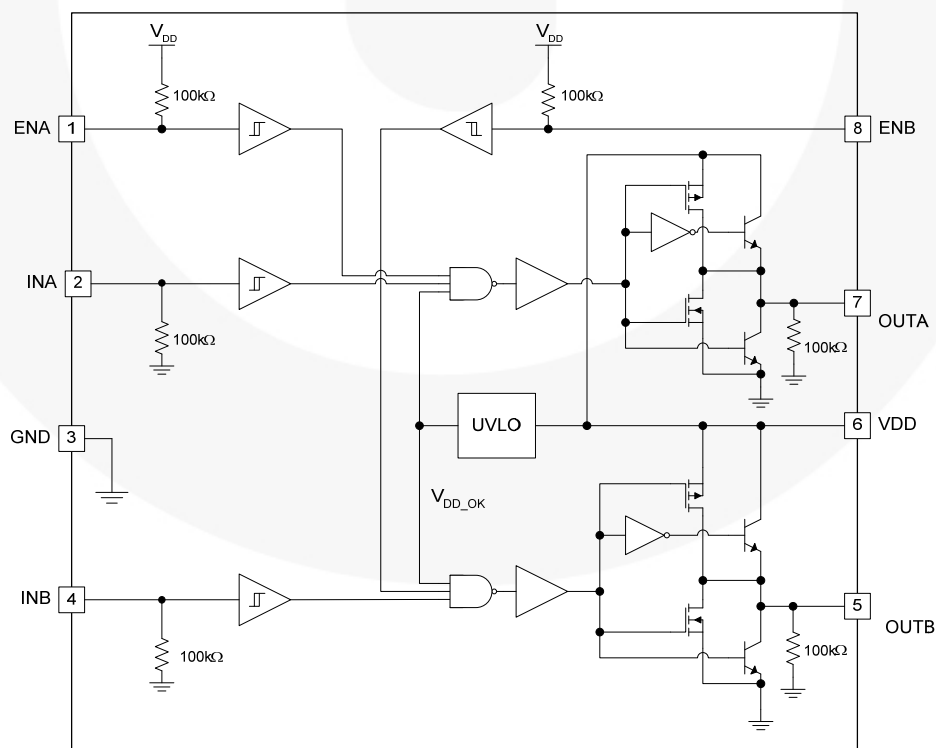 VDD
VDD
100kΩ
100kΩ
ENA
1
8
ENB
INA
2
7
OUTA
100kΩ
100kΩ
GND
3
UVLO
6
VDD
VDD_OK
INB
4
5
OUTB
100kΩ
100kΩ